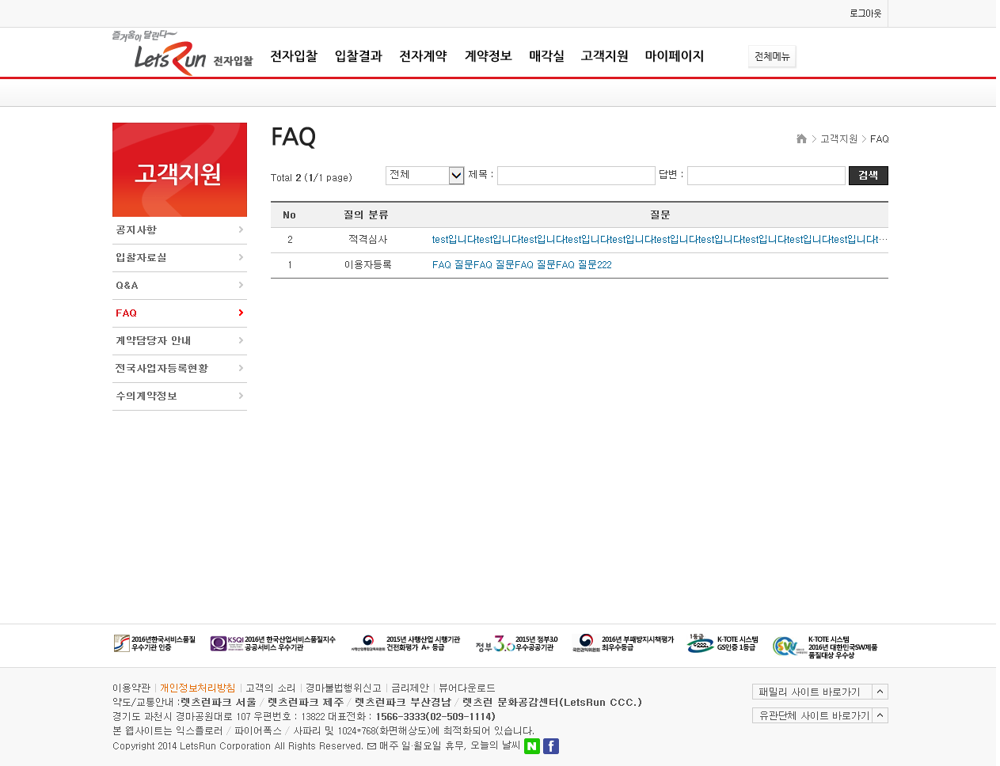 로그아웃
즐거움이 달린다~
LetsRun 전자입찰
전자입찰 입찰결과 전자계약 계약정보 매각실 고객지원 마이페이지 전체메뉴
고객지원
공지사항
입찰자료실
Q&A
FAQ
계약담당자 안내
전국사업자등록현황
수의계약정보
FAQ
고객지원 > FAQ
Total 2 (1/1 page) 전체 제목 : 답변 : 검색
No 질의 분류 질문
2 적격심사 test입니다test입니다test입니다test입니다test입니다test입니다test입니다test입니다test입니다test입니다t…
1 이용자등록 FAQ 질문FAQ 질문FAQ 질문FAQ 질문222
2016년한국서비스품질
우수기관 인증
KSQI 2016년 한국산업서비스품질지수
공공서비스 우수기관
2015년 사행산업 시행기관
건전화평가 A+ 등급
정부3.0 2015년 정부3.0
우수공공기관
국민권익위원회 2016년 부패방지시책평가
최우수등급
1등급 K-TOTE 시스템
GS인증 1등급
SW K-TOTE 시스템
2016년 대한민국SW제품
품질대상 우수상
이용약관 | 개인정보처리방침 | 고객의 소리 | 경마불법행위신고 | 금리제안 | 뷰어다운로드
약도/교통안내 :렛츠런파크 서울 / 렛츠런파크 제주 / 렛츠런파크 부산경남 / 렛츠런 문화공감센터(LetsRun CCC.)
경기도 과천시 경마공원대로 107 우편번호 : 13822 대표전화 : 1566-3333(02-509-1114)
본 웹사이트는 익스플로러 / 파이어폭스 / 사파리 및 1024*768(화면해상도)에 최적화되어 있습니다.
Copyright 2014 LetsRun Corporation All Rights Reserved. 매주 일·월요일 휴무, 오늘의 날씨 N f
패밀리 사이트 바로가기
유관단체 사이트 바로가기